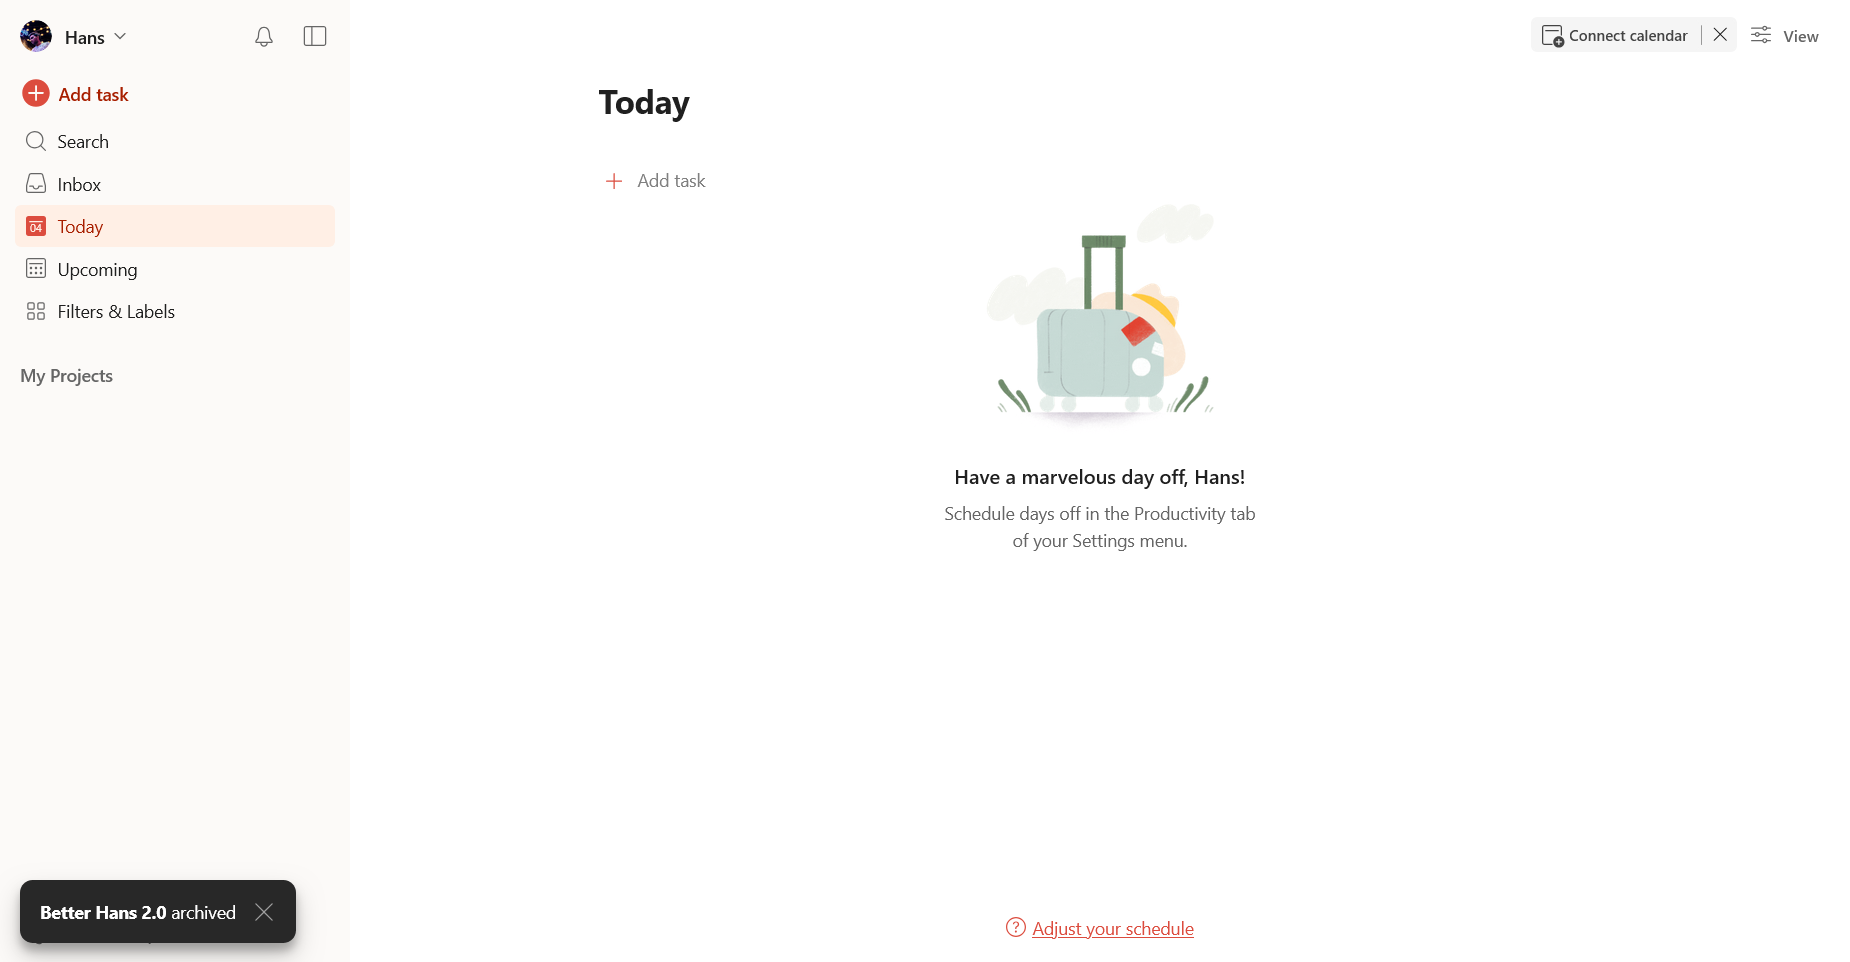 Hans
Add task
Search
Inbox
04
Today
Upcoming
Filters & Labels
My Projects
Better Hans 2.0 archived
Connect calendar
View
Today
Add task
Have a marvelous day off, Hans!
Schedule days off in the Productivity tab
of your Settings menu.
Adjust your schedule